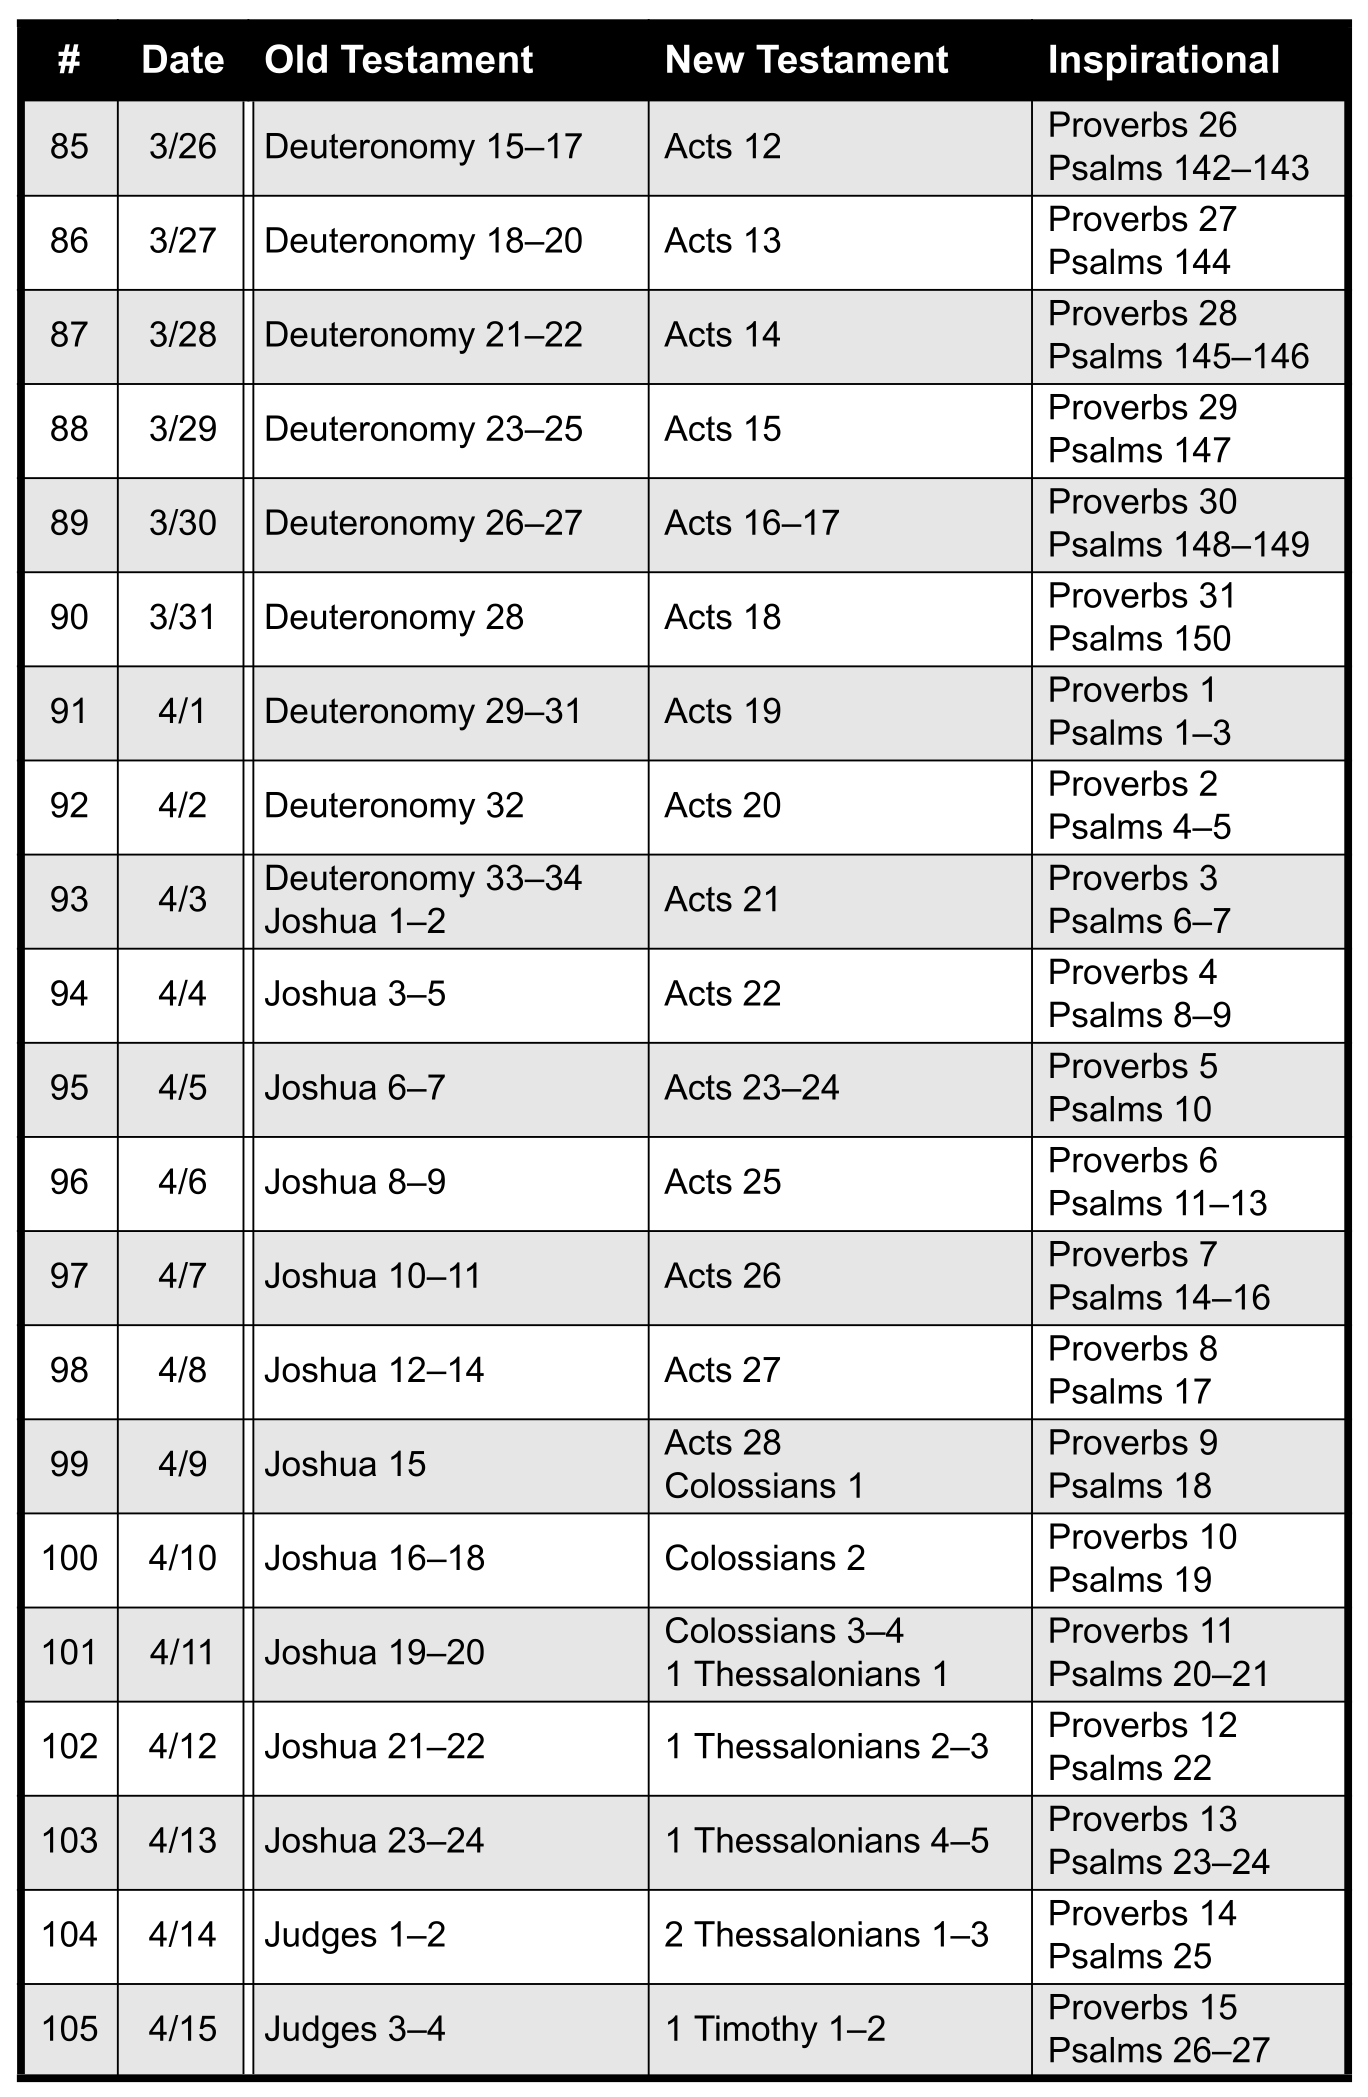 # Date Old Testament New Testament Inspirational
85 3/26 Deuteronomy 15–17 Acts 12 Proverbs 26
Psalms 142–143
86 3/27 Deuteronomy 18–20 Acts 13 Proverbs 27
Psalms 144
87 3/28 Deuteronomy 21–22 Acts 14 Proverbs 28
Psalms 145–146
88 3/29 Deuteronomy 23–25 Acts 15 Proverbs 29
Psalms 147
89 3/30 Deuteronomy 26–27 Acts 16–17 Proverbs 30
Psalms 148–149
90 3/31 Deuteronomy 28 Acts 18 Proverbs 31
Psalms 150
91 4/1 Deuteronomy 29–31 Acts 19 Proverbs 1
Psalms 1–3
92 4/2 Deuteronomy 32 Acts 20 Proverbs 2
Psalms 4–5
93 4/3 Deuteronomy 33–34 Acts 21 Proverbs 3
Joshua 1–2 Psalms 6–7
94 4/4 Joshua 3–5 Acts 22 Proverbs 4
Psalms 8–9
95 4/5 Joshua 6–7 Acts 23–24 Proverbs 5
Psalms 10
96 4/6 Joshua 8–9 Acts 25 Proverbs 6
Psalms 11–13
97 4/7 Joshua 10–11 Acts 26 Proverbs 7
Psalms 14–16
98 4/8 Joshua 12–14 Acts 27 Proverbs 8
Psalms 17
99 4/9 Joshua 15 Acts 28 Proverbs 9
Colossians 1 Psalms 18
100 4/10 Joshua 16–18 Colossians 2 Proverbs 10
Psalms 19
101 4/11 Joshua 19–20 Colossians 3–4 Proverbs 11
1 Thessalonians 1 Psalms 20–21
102 4/12 Joshua 21–22 1 Thessalonians 2–3 Proverbs 12
Psalms 22
103 4/13 Joshua 23–24 1 Thessalonians 4–5 Proverbs 13
Psalms 23–24
104 4/14 Judges 1–2 2 Thessalonians 1–3 Proverbs 14
Psalms 25
105 4/15 Judges 3–4 1 Timothy 1–2 Proverbs 15
Psalms 26–27